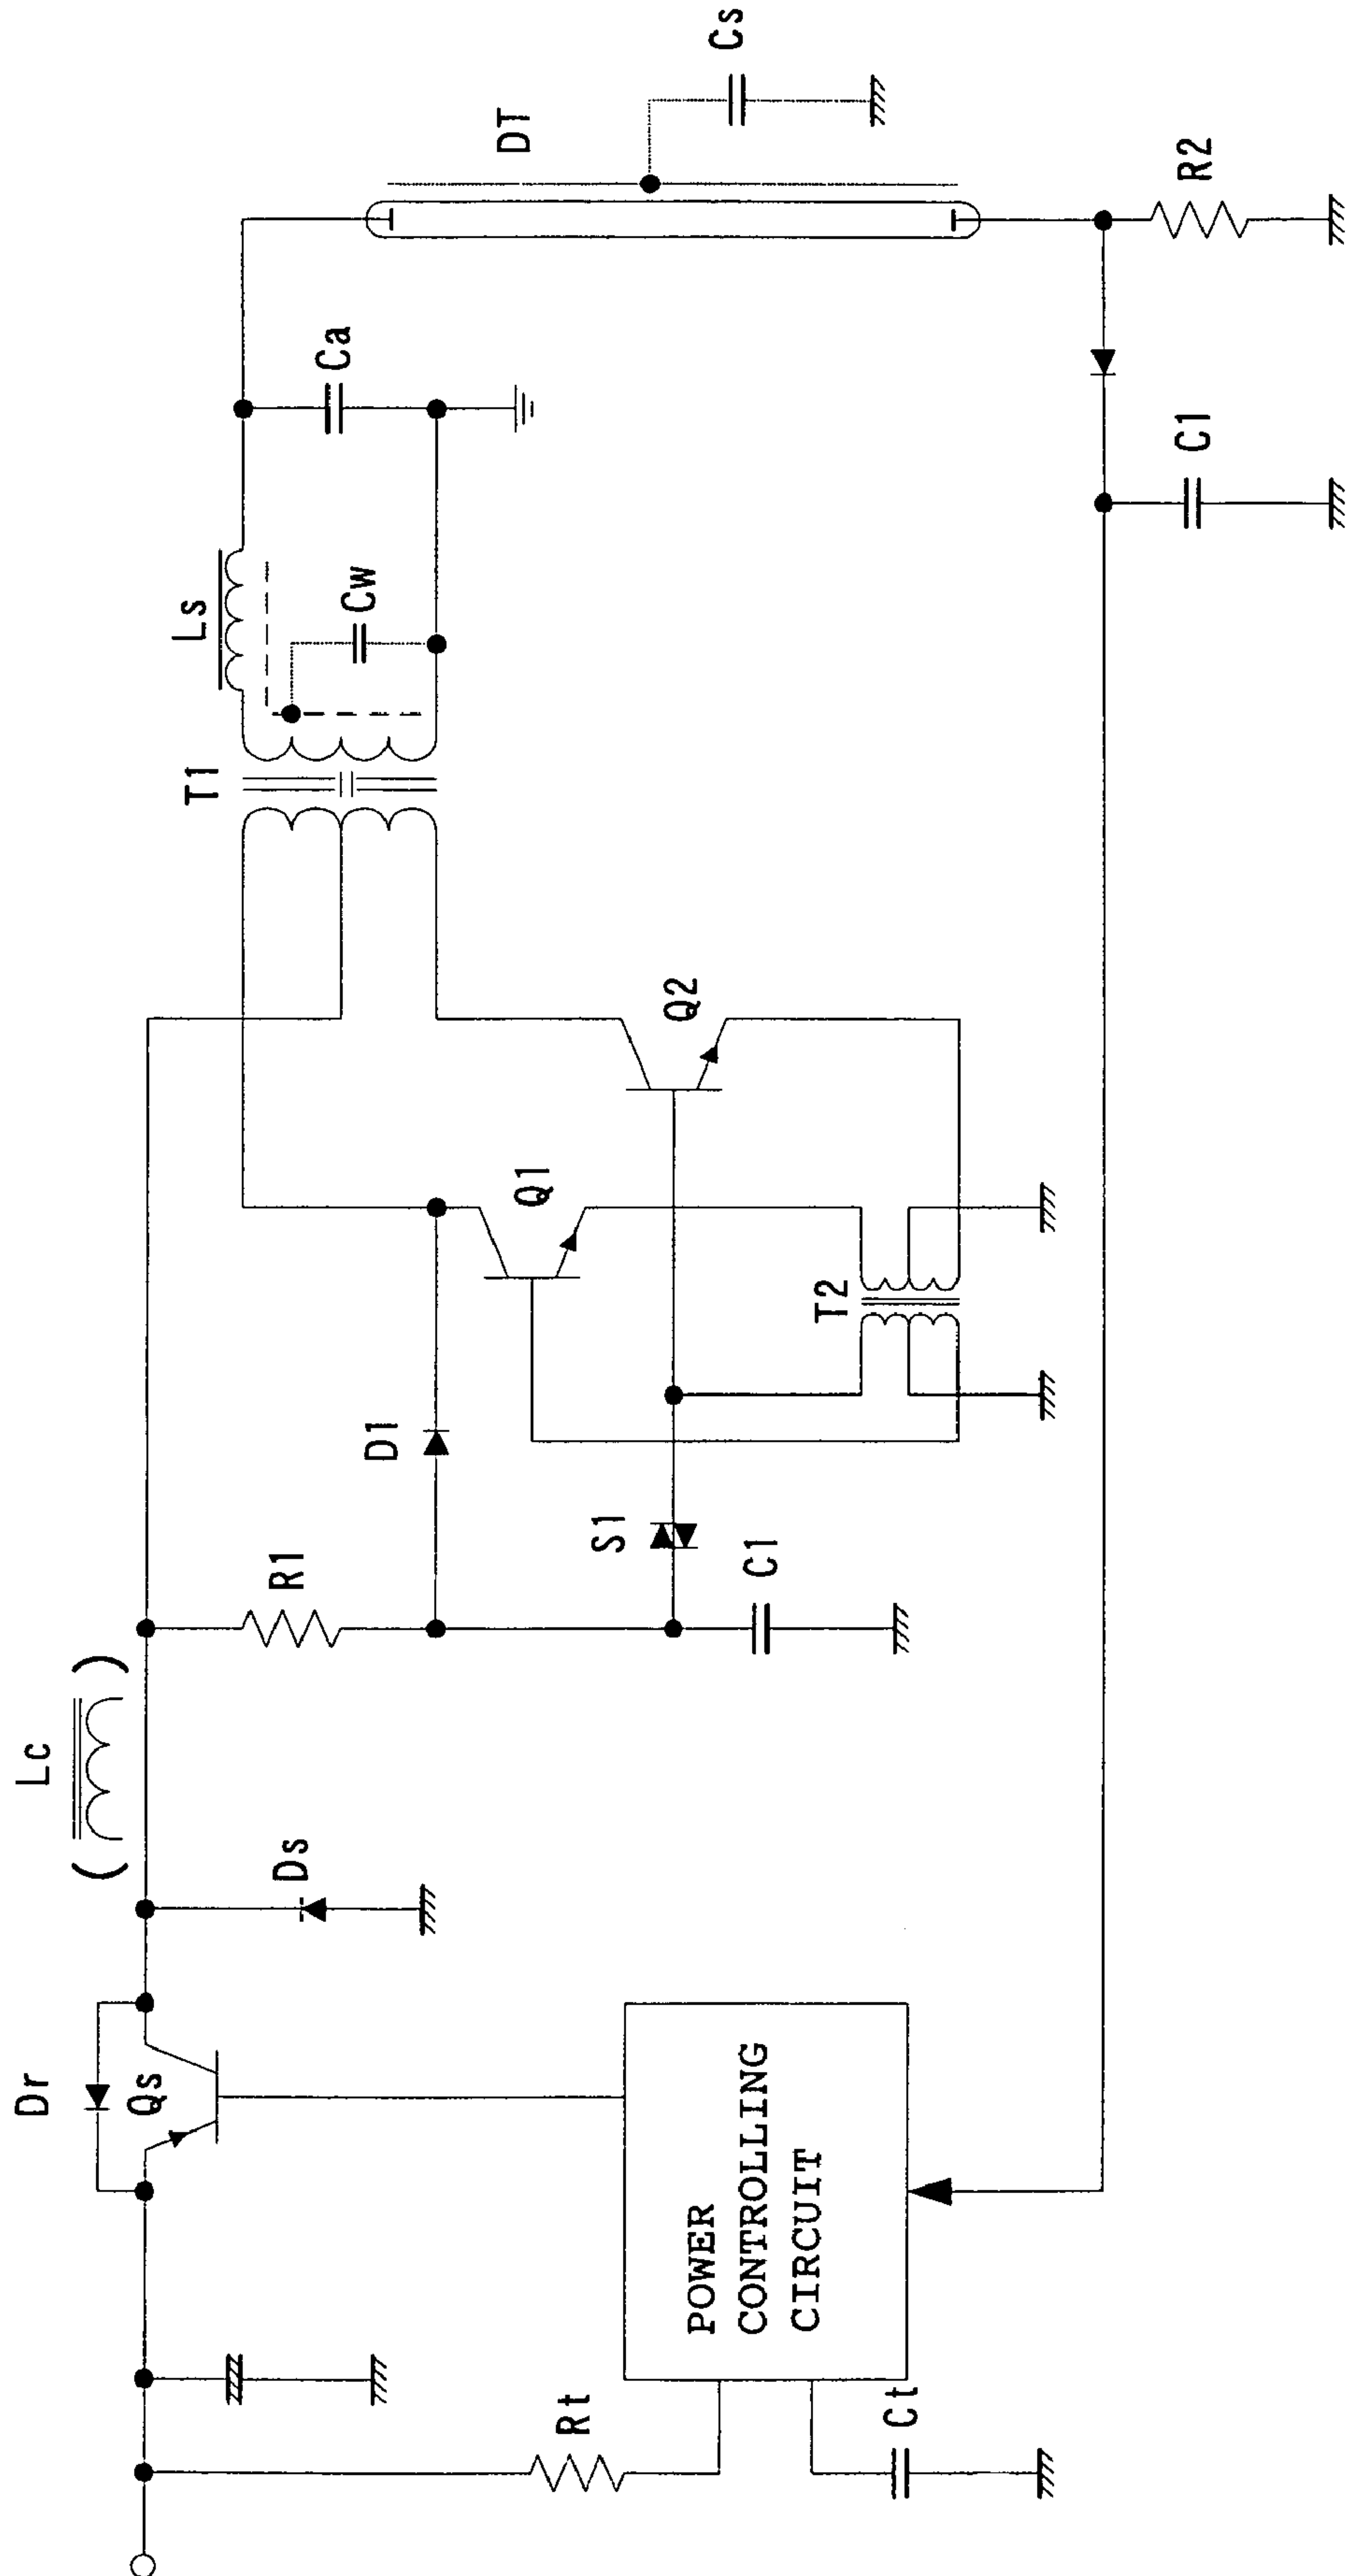 Cs
DT
R2
Ca
C1
Ls
Cw
T1
Q2
Q1
T2
D1
S1
R1
C1
Lc
( )
Ds
Dr
Qs
POWER
CONTROLLING
CIRCUIT
Rt
Ct